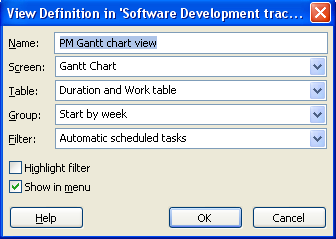 View Definition in 'Software Development trac...
Name: PM Gantt chart view
Screen: Gantt Chart
Table: Duration and Work table
Group: Start by week
Filter: Automatic scheduled tasks
Highlight filter
Show in menu
Help OK Cancel